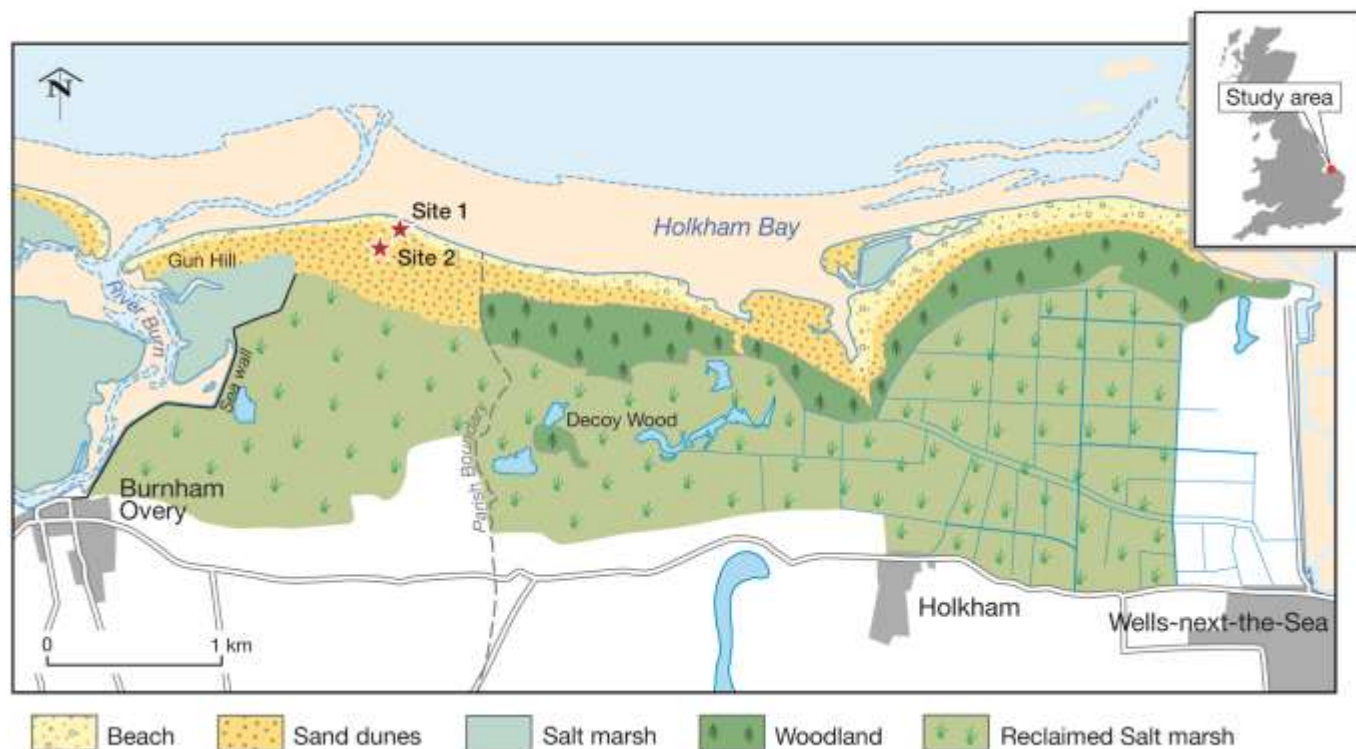 N
Study area
Site 1
Site 2
Holkham Bay
Gun Hill
River Burn
Sea wall
Parish Boundary
Decoy Wood
Burnham
Overy
Holkham
Wells-next-the-Sea
0
1 km
Beach
Sand dunes
Salt marsh
Woodland
Reclaimed Salt marsh